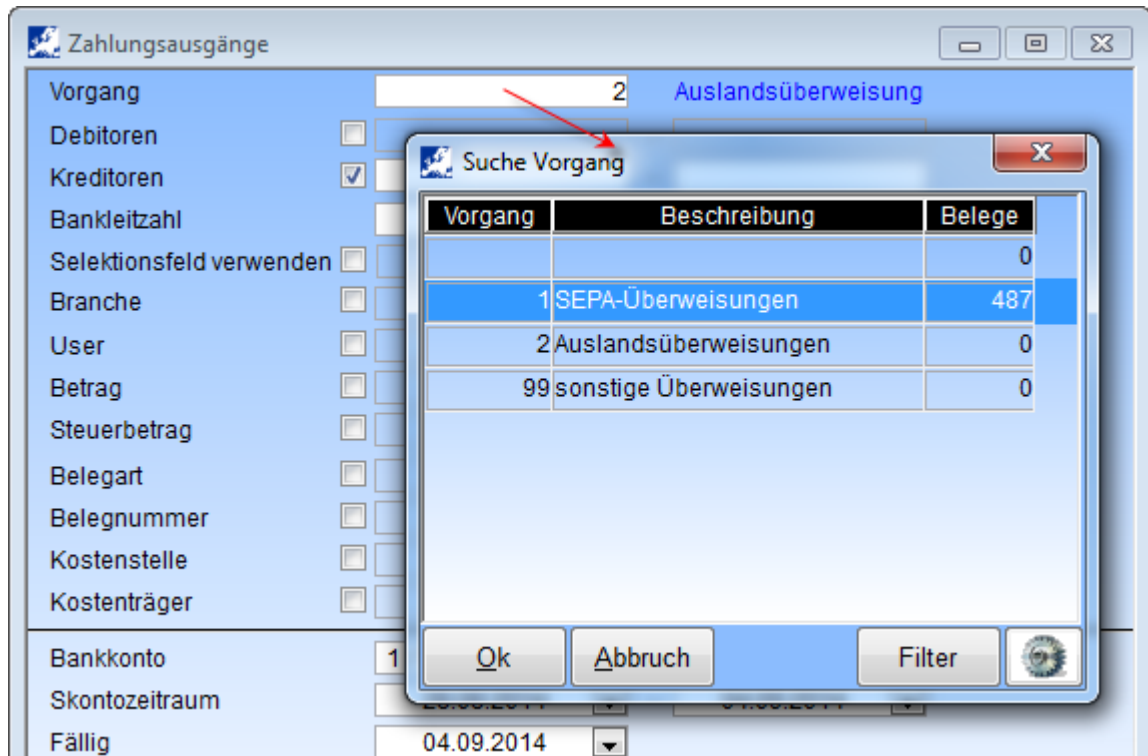 Zahlungsausgänge
Vorgang 2 Auslandsüberweisung
Debitoren
Kreditoren
Bankleitzahl
Selektionsfeld verwenden
Branche
User
Betrag
Steuerbetrag
Belegart
Belegnummer
Kostenstelle
Kostenträger
Bankkonto 1
Skontozeitraum
Fällig 04.09.2014
Suche Vorgang
Vorgang Beschreibung Belege
0
1 SEPA-Überweisungen 487
2 Auslandsüberweisungen 0
99 sonstige Überweisungen 0
Ok Abbruch Filter